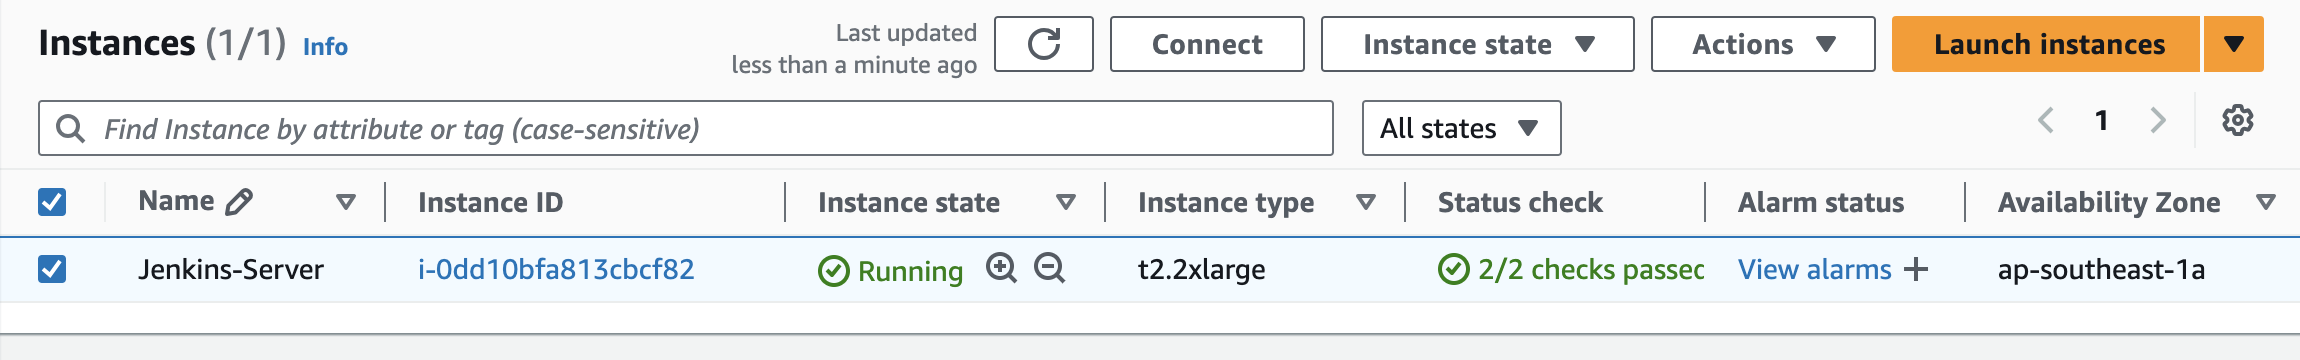 Instances (1/1) Info
Last updated
less than a minute ago
Connect
Instance state
Actions
Launch instances
Find Instance by attribute or tag (case-sensitive)
All states
1
Name Instance ID Instance state Instance type Status check Alarm status Availability Zone
Jenkins-Server i-0dd10bfa813cbcf82 Running t2.2xlarge 2/2 checks passec View alarms + ap-southeast-1a